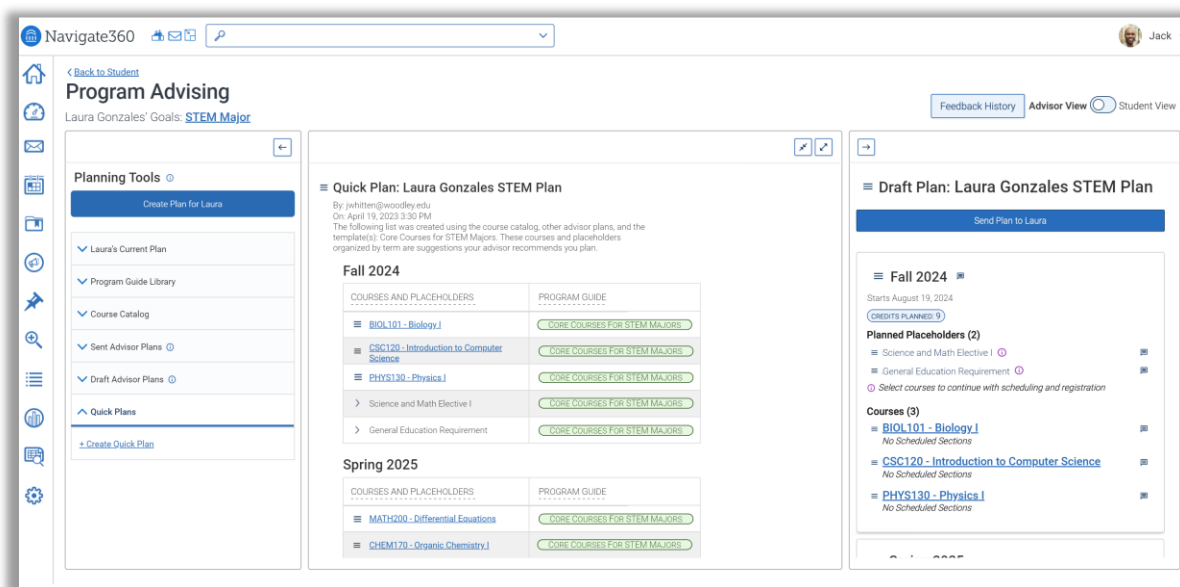 Navigate360
Jack
Back to Student
Program Advising
Laura Gonzales' Goals: STEM Major
Feedback History
Advisor View
Student View
Planning Tools
Create Plan for Laura
Laura's Current Plan
Program Guide Library
Course Catalog
Sent Advisor Plans
Draft Advisor Plans
Quick Plans
+ Create Quick Plan
Quick Plan: Laura Gonzales STEM Plan
By: jwhitten@woodley.edu
On: April 19, 2023 3:30 PM
The following list was created using the course catalog, other advisor plans, and the
template(s): Core Courses for STEM Majors. These courses and placeholders
organized by term are suggestions your advisor recommends you plan.
Fall 2024
COURSES AND PLACEHOLDERS
PROGRAM GUIDE
BIOL101 - Biology I
CORE COURSES FOR STEM MAJORS
CSC120 - Introduction to Computer
Science
CORE COURSES FOR STEM MAJORS
PHYS130 - Physics I
CORE COURSES FOR STEM MAJORS
Science and Math Elective I
CORE COURSES FOR STEM MAJORS
General Education Requirement
CORE COURSES FOR STEM MAJORS
Spring 2025
COURSES AND PLACEHOLDERS
PROGRAM GUIDE
MATH200 - Differential Equations
CORE COURSES FOR STEM MAJORS
CHEM170 - Organic Chemistry I
CORE COURSES FOR STEM MAJORS
Draft Plan: Laura Gonzales STEM Plan
Send Plan to Laura
Fall 2024
Starts August 19, 2024
CREDITS PLANNED: 9
Planned Placeholders (2)
Science and Math Elective I
General Education Requirement
Select courses to continue with scheduling and registration
Courses (3)
BIOL101 - Biology I
No Scheduled Sections
CSC120 - Introduction to Computer Science
No Scheduled Sections
PHYS130 - Physics I
No Scheduled Sections